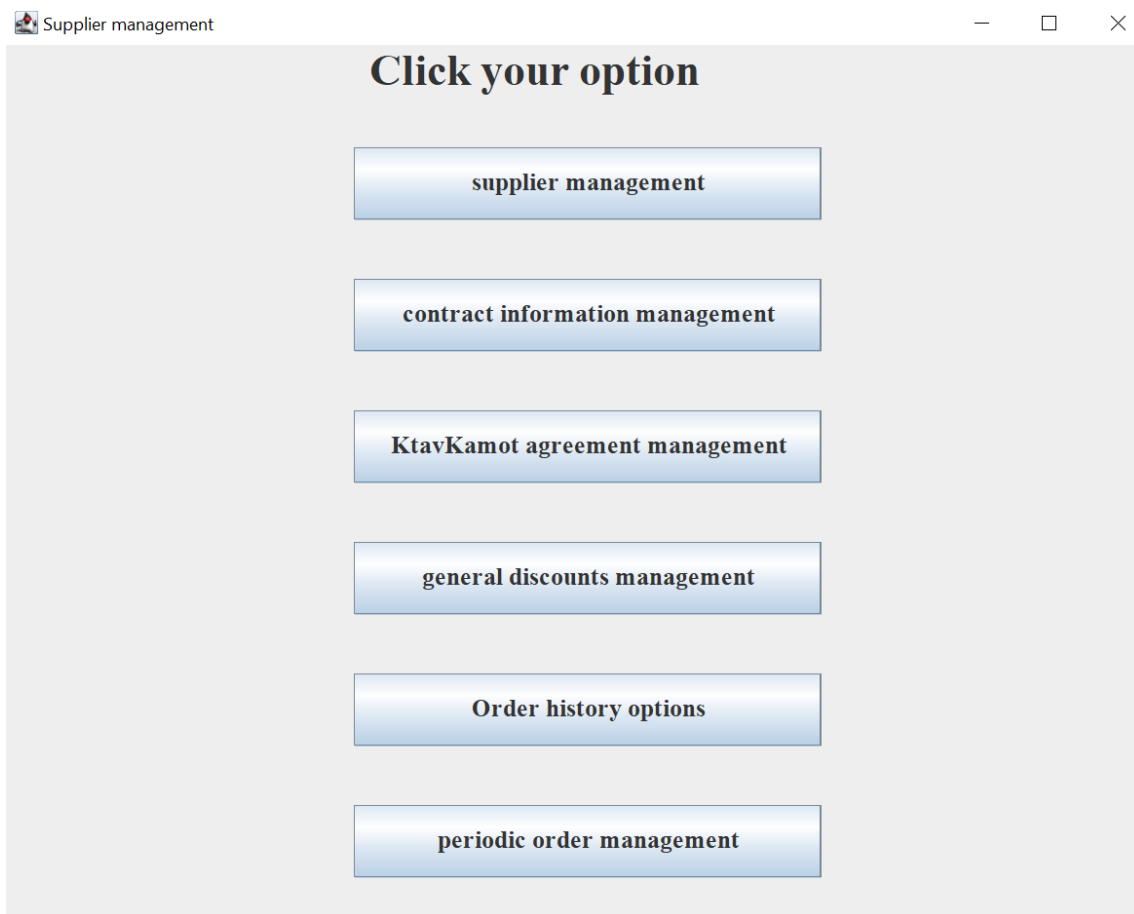 Supplier management
Click your option
supplier management
contract information management
KtavKamot agreement management
general discounts management
Order history options
periodic order management